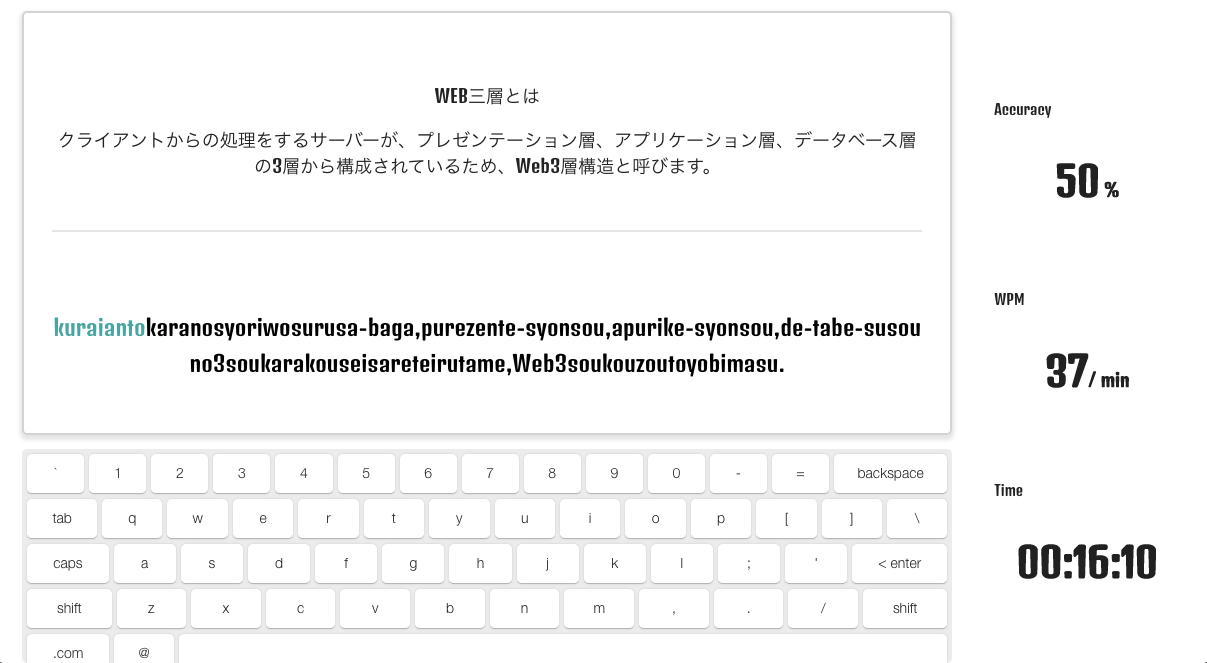 WEB三層とは
クライアントからの処理をするサーバーが、プレゼンテーション層、アプリケーション層、データベース層
の3層から構成されているため、Web3層構造と呼びます。
kuraiantokaranosyoriwosurusa-baga,purezente-syonsou,apurike-syonsou,de-tabe-susou
no3soukarakouseisareteirutame,Web3soukouzoutoyobimasu.
Accuracy
50 %
WPM
37/ min
Time
00:16:10
` 1 2 3 4 5 6 7 8 9 0 - = backspace
tab q w e r t y u i o p [ ] \
caps a s d f g h j k l ; ' < enter
shift z x c v b n m , . / shift
.com @